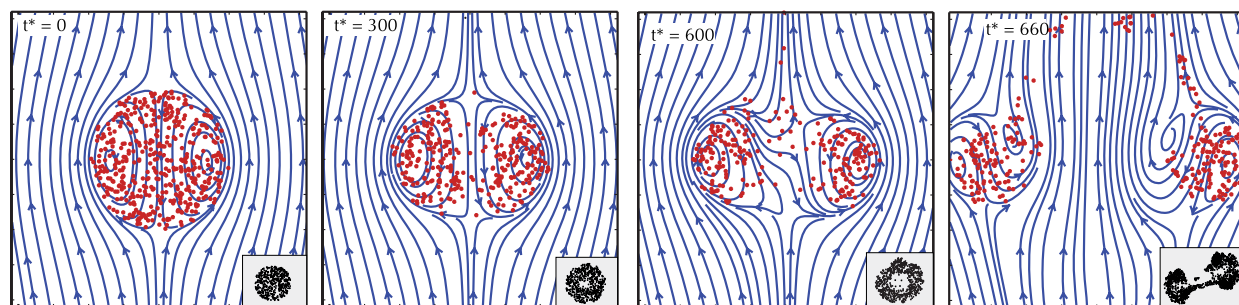 t* = 0
t* = 300
t* = 600
t* = 660